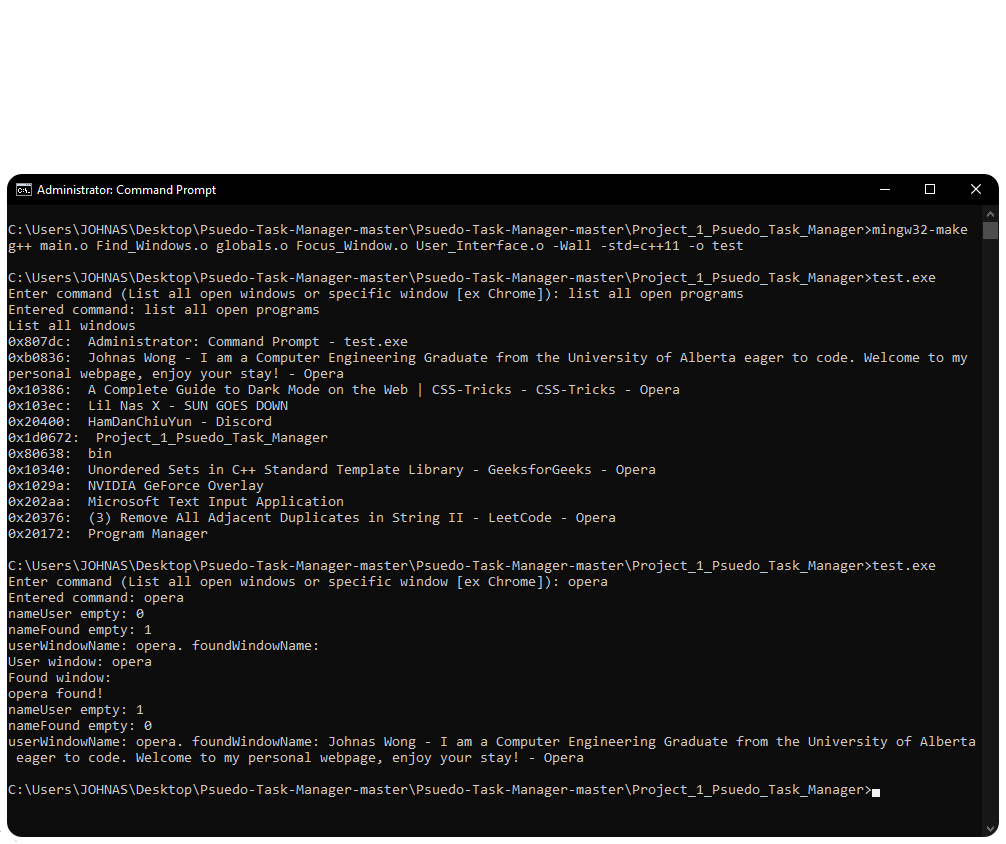 Administrator: Command Prompt
C:\Users\JOHNAS\Desktop\Psuedo-Task-Manager-master\Psuedo-Task-Manager-master\Project_1_Psuedo_Task_Manager>mingw32-make
g++ main.o Find_Windows.o globals.o Focus_Window.o User_Interface.o -Wall -std=c++11 -o test
C:\Users\JOHNAS\Desktop\Psuedo-Task-Manager-master\Psuedo-Task-Manager-master\Project_1_Psuedo_Task_Manager>test.exe
Enter command (List all open windows or specific window [ex Chrome]): list all open programs
Entered command: list all open programs
List all windows
0x807dc:  Administrator: Command Prompt - test.exe
0xb0836:  Johnas Wong - I am a Computer Engineering Graduate from the University of Alberta eager to code. Welcome to my
personal webpage, enjoy your stay! - Opera
0x10386:  A Complete Guide to Dark Mode on the Web | CSS-Tricks - CSS-Tricks - Opera
0x103ec:  Lil Nas X - SUN GOES DOWN
0x20400:  HamDanChiuYun - Discord
0x1d0672:  Project_1_Psuedo_Task_Manager
0x80638:  bin
0x10340:  Unordered Sets in C++ Standard Template Library - GeeksforGeeks - Opera
0x1029a:  NVIDIA GeForce Overlay
0x202aa:  Microsoft Text Input Application
0x20376:  (3) Remove All Adjacent Duplicates in String II - LeetCode - Opera
0x20172:  Program Manager
C:\Users\JOHNAS\Desktop\Psuedo-Task-Manager-master\Psuedo-Task-Manager-master\Project_1_Psuedo_Task_Manager>test.exe
Enter command (List all open windows or specific window [ex Chrome]): opera
Entered command: opera
nameUser empty: 0
nameFound empty: 1
userWindowName: opera. foundWindowName:
User window: opera
Found window:
opera found!
nameUser empty: 1
nameFound empty: 0
userWindowName: opera. foundWindowName: Johnas Wong - I am a Computer Engineering Graduate from the University of Alberta
eager to code. Welcome to my personal webpage, enjoy your stay! - Opera
C:\Users\JOHNAS\Desktop\Psuedo-Task-Manager-master\Psuedo-Task-Manager-master\Project_1_Psuedo_Task_Manager>